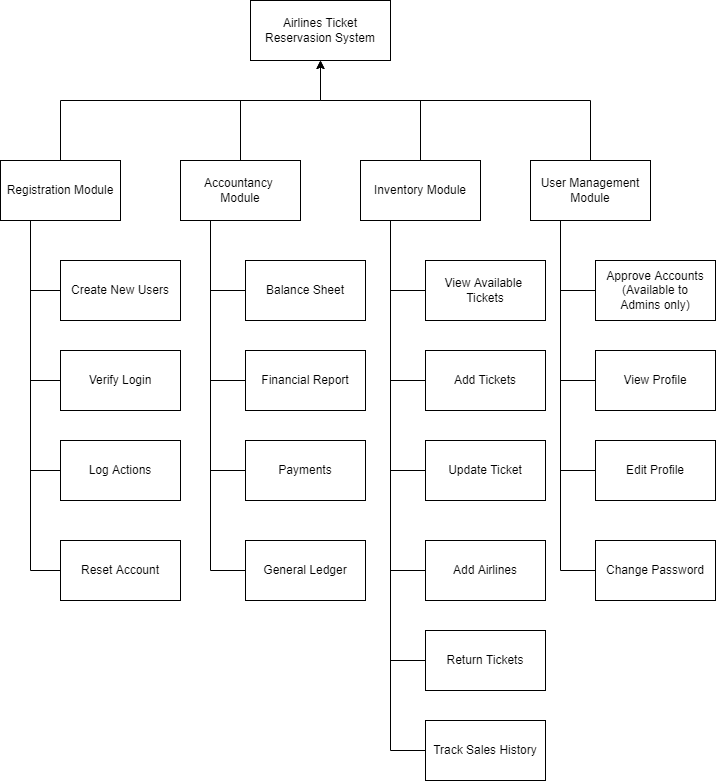 Airlines Ticket
Reservasion System
Registration Module
Accountancy
Module
Inventory Module
User Management
Module
Create New Users
Verify Login
Log Actions
Reset Account
Balance Sheet
Financial Report
Payments
General Ledger
View Available
Tickets
Add Tickets
Update Ticket
Add Airlines
Return Tickets
Track Sales History
Approve Accounts
(Available to
Admins only)
View Profile
Edit Profile
Change Password